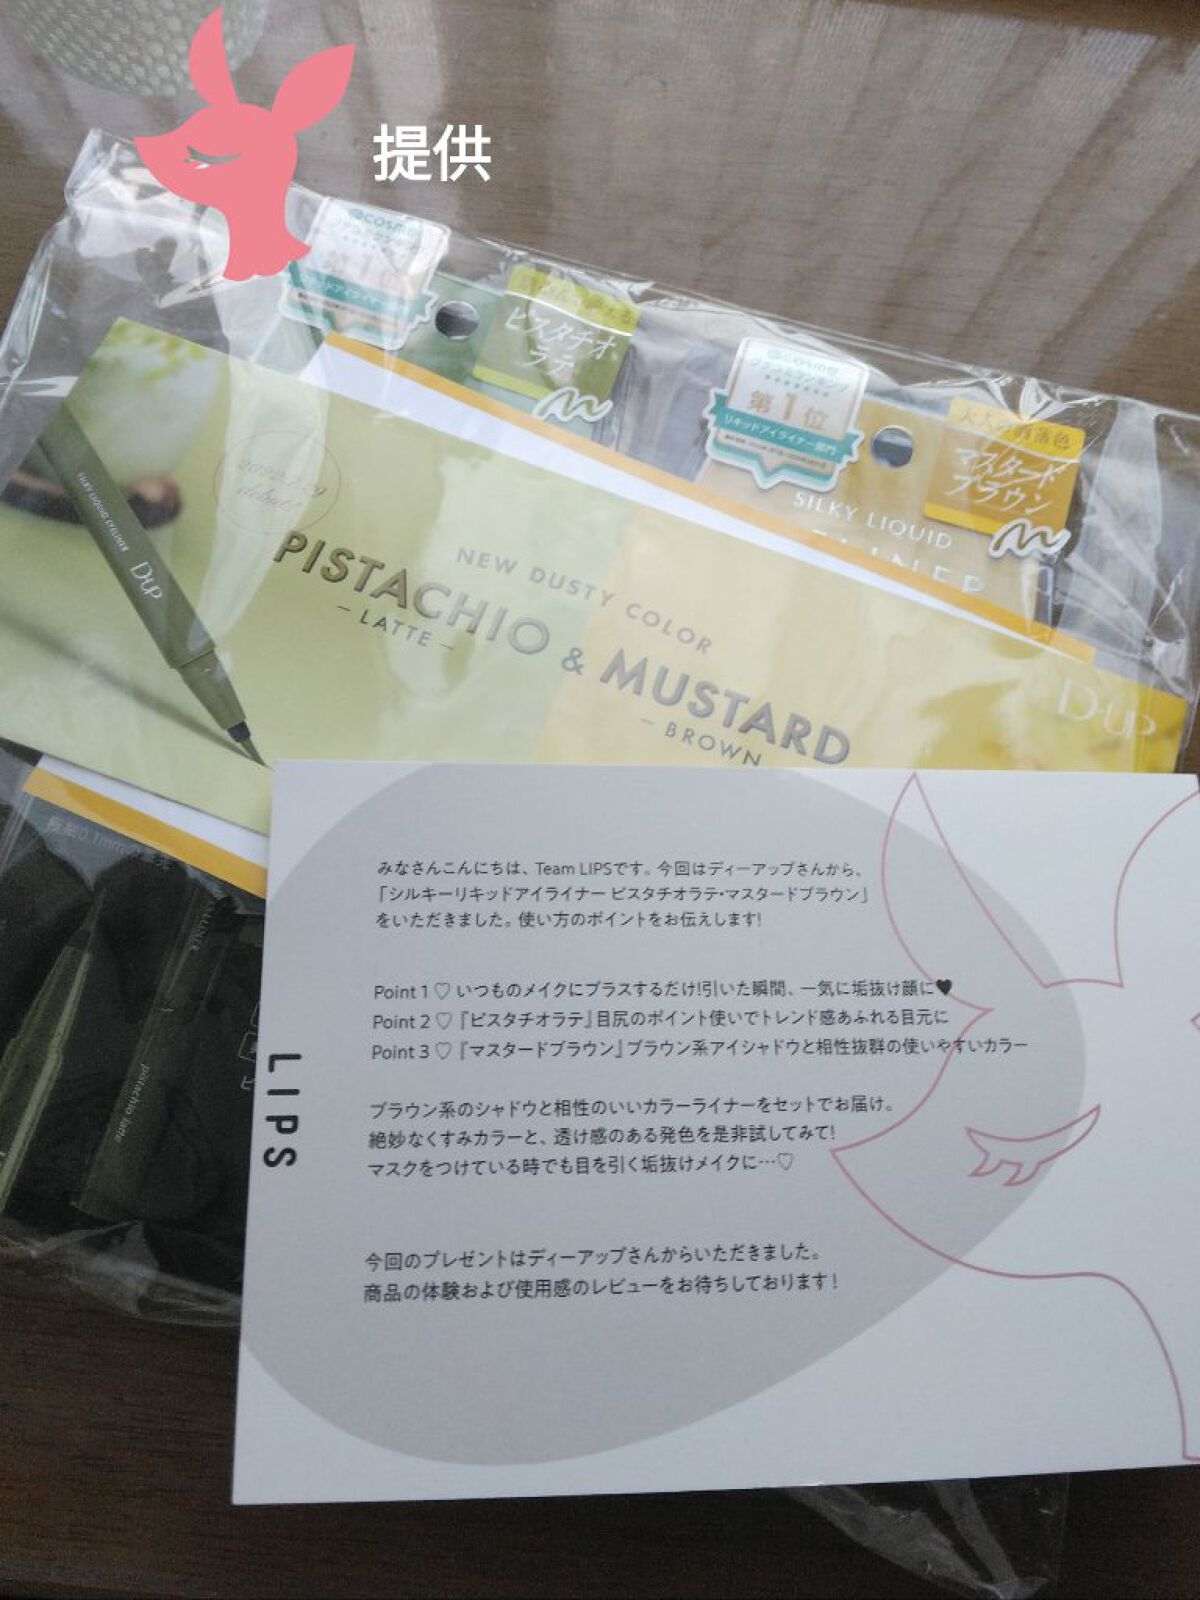 提供
@cosme
第1位
ピスタチオ
ラテ
@cosme
第1位
リキッドアイライナー部門
大人の洒落色
マスタード
ブラウン
SILKY LIQUID
SILKY LIQUID EYELINER
D-UP
debut!
NEW DUSTY COLOR
PISTACHIO
– LATTE –
& MUSTARD
– BROWN
D-UP
pistachio latte
LIPS
みなさんこんにちは、Team LIPSです。今回はディーアップさんから、
「シルキーリキッドアイライナー ピスタチオラテ・マスタードブラウン」
をいただきました。使い方のポイントをお伝えします!
Point 1 ♡ いつものメイクにプラスするだけ!引いた瞬間、一気に垢抜け顔に♥
Point 2 ♡『ピスタチオラテ』目尻のポイント使いでトレンド感あふれる目元に
Point 3 ♡『マスタードブラウン』ブラウン系アイシャドウと相性抜群の使いやすいカラー
ブラウン系のシャドウと相性のいいカラーライナーをセットでお届け。
絶妙なくすみカラーと、透け感のある発色を是非試してみて!
マスクをつけている時でも目を引く垢抜けメイクに…♡
今回のプレゼントはディーアップさんからいただきました。
商品の体験および使用感のレビューをお待ちしております！